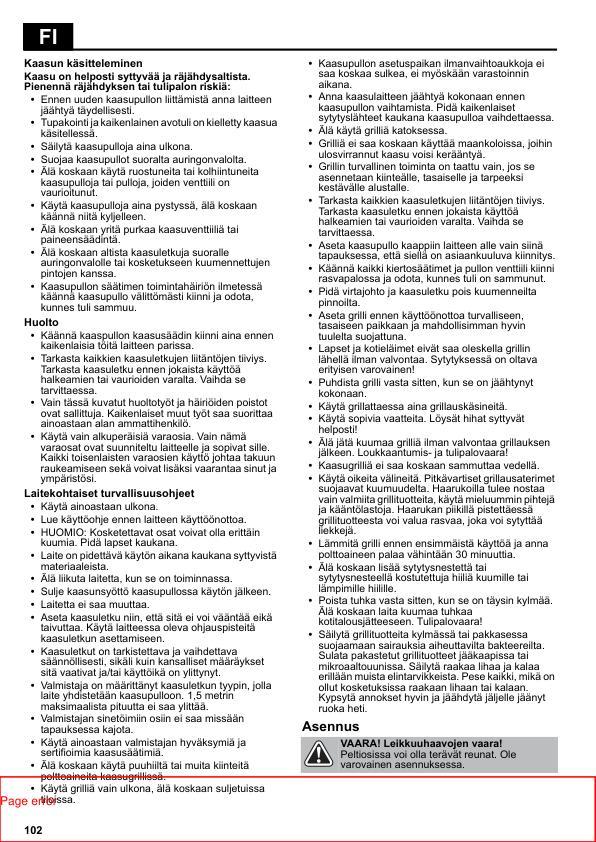 FI
Kaasun käsitteleminen
Kaasu on helposti syttyvää ja räjähdysaltista.
Pienennä räjähdyksen tai tulipalon riskiä:
• Ennen uuden kaasupullon liittämistä anna laitteen
jäähtyä täydellisesti.
• Tupakointi ja kaikenlainen avotuli on kielletty kaasua
käsitellessä.
• Säilytä kaasupulloja aina ulkona.
• Suojaa kaasupullot suoralta auringonvalolta.
• Älä koskaan käytä ruostuneita tai kolhiintuneita
kaasupulloja tai pulloja, joiden venttiili on
vaurioitunut.
• Käytä kaasupulloja aina pystyssä, älä koskaan
käännä niitä kyljelleen.
• Älä koskaan yritä purkaa kaasuventtiiliä tai
paineensäädintä.
• Älä koskaan altista kaasuletkuja suoralle
auringonvalolle tai kosketukseen kuumennettujen
pintojen kanssa.
• Kaasupullon säätimen toimintahäiriön ilmetessä
käännä kaasupullo välittömästi kiinni ja odota,
kunnes tuli sammuu.
Huolto
• Käännä kaaspullon kaasusäädin kiinni aina ennen
kaikenlaisia töitä laitteen parissa.
• Tarkasta kaikkien kaasuletkujen liitäntöjen tiiviys.
Tarkasta kaasuletku ennen jokaista käyttöä
halkeamien tai vaurioiden varalta. Vaihda se
tarvittaessa.
• Vain tässä kuvatut huoltotyöt ja häiriöiden poistot
ovat sallittuja. Kaikenlaiset muut työt saa suorittaa
ainoastaan alan ammattihenkilö.
• Käytä vain alkuperäisiä varaosia. Vain nämä
varaosat ovat suunniteltu laitteelle ja sopivat sille.
Kaikki toisenlaisten varaosien käyttö johtaa takuun
raukeamiseen sekä voivat lisäksi vaarantaa sinut ja
ympäristösi.
Laitekohtaiset turvallisuusohjeet
• Käytä ainoastaan ulkona.
• Lue käyttöohje ennen laitteen käyttöönottoa.
• HUOMIO: Kosketettavat osat voivat olla erittäin
kuumia. Pidä lapset kaukana.
• Laite on pidettävä käytön aikana kaukana syttyvistä
materiaaleista.
• Älä liikuta laitetta, kun se on toiminnassa.
• Sulje kaasunsyöttö kaasupullossa käytön jälkeen.
• Laitetta ei saa muuttaa.
• Aseta kaasuletku niin, että sitä ei voi vääntää eikä
taivuttaa. Käytä laitteessa oleva ohjauspisteitä
kaasuletkun asettamiseen.
• Kaasuletkut on tarkistettava ja vaihdettava
säännöllisesti, sikäli kuin kansalliset määräykset
sitä vaativat ja/tai käyttöikä on ylittynyt.
• Valmistaja on määrittänyt kaasuletkun tyypin, jolla
laite yhdistetään kaasupulloon. 1,5 metrin
maksimaalista pituutta ei saa ylittää.
• Valmistajan sinetöimiin osiin ei saa missään
tapauksessa kajota.
• Käytä ainoastaan valmistajan hyväksymiä ja
sertifioimia kaasusäätimiä.
• Älä koskaan käytä puuhiiltä tai muita kiinteitä
polttoaineita kaasugrillissä.
• Käytä grilliä vain ulkona, älä koskaan suljetuissa
tiloissa.
• Kaasupullon asetuspaikan ilmanvaihtoaukkoja ei
saa koskaa sulkea, ei myöskään varastoinnin
aikana.
• Anna kaasulaitteen jäähtyä kokonaan ennen
kaasupullon vaihtamista. Pidä kaikenlaiset
sytytyslähteet kaukana kaasupulloa vaihdettaessa.
• Älä käytä grilliä katoksessa.
• Grilliä ei saa koskaan käyttää maankoloissa, joihin
ulosvirrannut kaasu voisi kerääntyä.
• Grillin turvallinen toiminta on taattu vain, jos se
asennetaan kiinteälle, tasaiselle ja tarpeeksi
kestävälle alustalle.
• Tarkasta kaikkien kaasuletkujen liitäntöjen tiiviys.
Tarkasta kaasuletku ennen jokaista käyttöä
halkeamien tai vaurioiden varalta. Vaihda se
tarvittaessa.
• Aseta kaasupullo kaappiin laitteen alle vain siinä
tapauksessa, että siellä on asiaankuuluva kiinnitys.
• Käännä kaikki kiertosäätimet ja pullon venttiili kiinni
rasvapalossa ja odota, kunnes tuli on sammunut.
• Pidä virtajohto ja kaasuletku pois kuumenneilta
pinnoilta.
• Aseta grilli ennen käyttöönottoa turvalliseen,
tasaiseen paikkaan ja mahdollisimman hyvin
tuulelta suojattuna.
• Lapset ja kotieläimet eivät saa oleskella grillin
lähellä ilman valvontaa. Sytytyksessä on oltava
erityisen varovainen!
• Puhdista grilli vasta sitten, kun se on jäähtynyt
kokonaan.
• Käytä grillattaessa aina grillauskäsineitä.
• Käytä sopivia vaatteita. Löysät hihat syttyvät
helposti!
• Älä jätä kuumaa grilliä ilman valvontaa grillauksen
jälkeen. Loukkaantumis- ja tulipalovaara!
• Kaasugrilliä ei saa koskaan sammuttaa vedellä.
• Käytä oikeita välineitä. Pitkävartiset grillausaterimet
suojaavat kuumuudelta. Haarukoilla tulee nostaa
vain valmiita grillituotteita, käytä mieluummin pihtejä
ja kääntölastoja. Haarukan piikillä pistettäessä
grillituotteesta voi valua rasvaa, joka voi sytyttää
liekkejä.
• Lämmitä grilli ennen ensimmäistä käyttöä ja anna
polttoaineen palaa vähintään 30 minuuttia.
• Älä koskaan lisää sytytysnestettä tai
sytytysnesteellä kostutettuja hiiliä kuumille tai
lämpimille hiilille.
• Poista tuhka vasta sitten, kun se on täysin kylmää.
Älä koskaan laita kuumaa tuhkaa
kotitalousjätteeseen. Tulipalovaara!
• Säilytä grillituotteita kylmässä tai pakkasessa
suojaamaan sairauksia aiheuttavilta bakteereilta.
Sulata pakastetut grillituotteet jääkaapissa tai
mikroaaltouunissa. Säilytä raakaa lihaa ja kalaa
erillään muista elintarvikkeista. Pese kaikki, mikä on
ollut kosketuksissa raakaan lihaan tai kalaan.
Kypsytä annokset hyvin ja jäähdytä jäljelle jäänyt
ruoka heti.
Asennus
VAARA! Leikkuuhaavojen vaara!
Peltiosissa voi olla terävät reunat. Ole
varovainen asennuksessa.
Page error
102